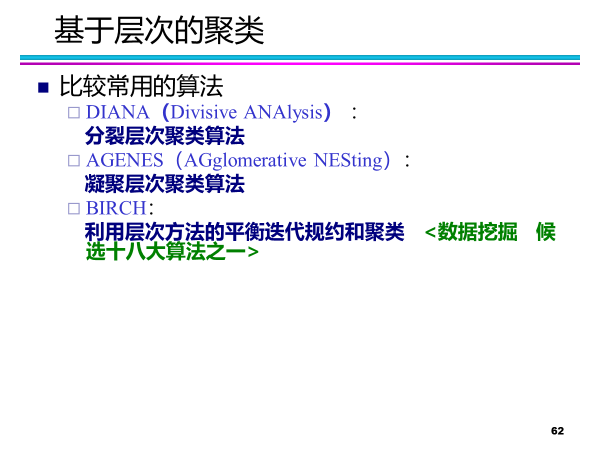 基于层次的聚类
比较常用的算法
DIANA（Divisive ANAlysis） ：
分裂层次聚类算法
AGENES（AGglomerative NESting）：
凝聚层次聚类算法
BIRCH：
利用层次方法的平衡迭代规约和聚类 <数据挖掘 候
选十八大算法之一>
62